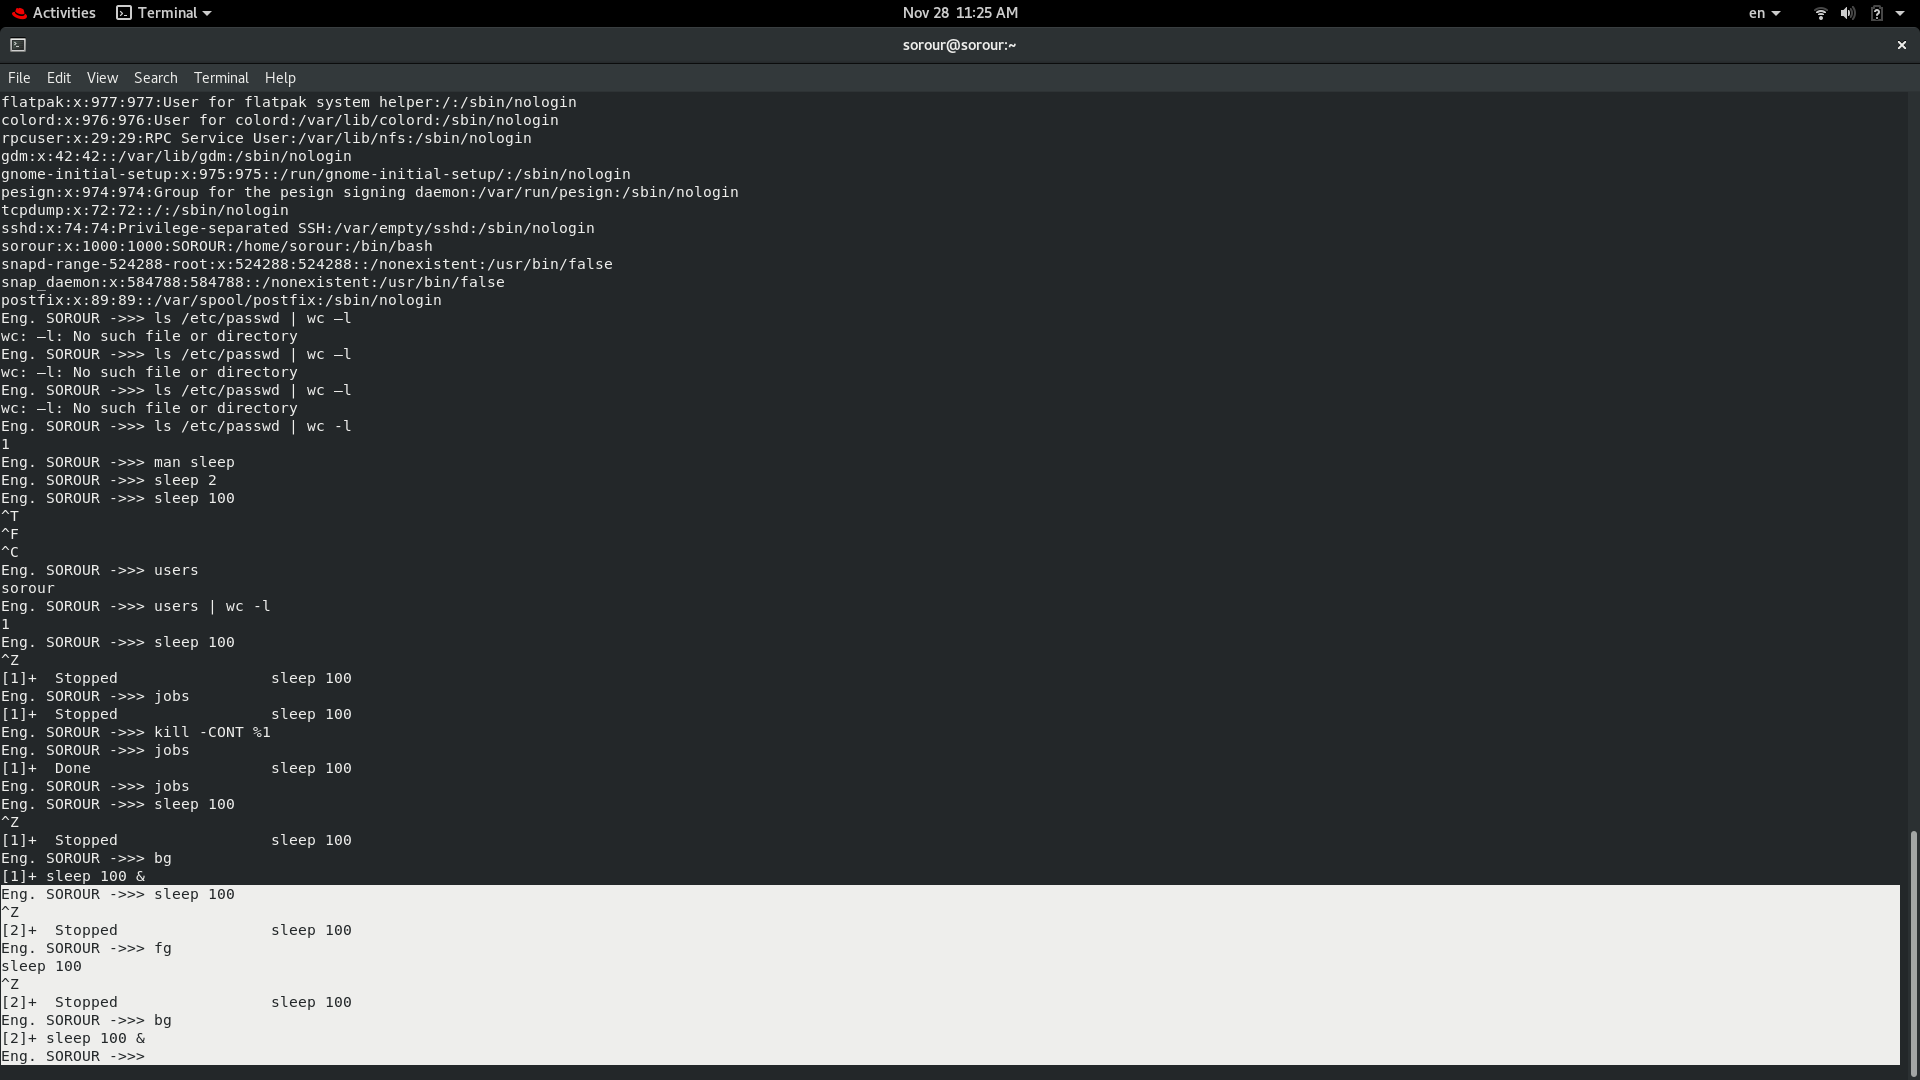 Activities Terminal Nov 28 11:25 AM en
sorour@sorour:~
File Edit View Search Terminal Help
flatpak:x:977:977:User for flatpak system helper:/:/sbin/nologin
colord:x:976:976:User for colord:/var/lib/colord:/sbin/nologin
rpcuser:x:29:29:RPC Service User:/var/lib/nfs:/sbin/nologin
gdm:x:42:42::/var/lib/gdm:/sbin/nologin
gnome-initial-setup:x:975:975::/run/gnome-initial-setup/:/sbin/nologin
pesign:x:974:974:Group for the pesign signing daemon:/var/run/pesign:/sbin/nologin
tcpdump:x:72:72::/:/sbin/nologin
sshd:x:74:74:Privilege-separated SSH:/var/empty/sshd:/sbin/nologin
sorour:x:1000:1000:SOROUR:/home/sorour:/bin/bash
snapd-range-524288-root:x:524288:524288::/nonexistent:/usr/bin/false
snap_daemon:x:584788:584788::/nonexistent:/usr/bin/false
postfix:x:89:89::/var/spool/postfix:/sbin/nologin
Eng. SOROUR ->>> ls /etc/passwd | wc –l
wc: –l: No such file or directory
Eng. SOROUR ->>> ls /etc/passwd | wc –l
wc: –l: No such file or directory
Eng. SOROUR ->>> ls /etc/passwd | wc –l
wc: –l: No such file or directory
Eng. SOROUR ->>> ls /etc/passwd | wc -l
1
Eng. SOROUR ->>> man sleep
Eng. SOROUR ->>> sleep 2
Eng. SOROUR ->>> sleep 100
^T
^F
^C
Eng. SOROUR ->>> users
sorour
Eng. SOROUR ->>> users | wc -l
1
Eng. SOROUR ->>> sleep 100
^Z
[1]+  Stopped                 sleep 100
Eng. SOROUR ->>> jobs
[1]+  Stopped                 sleep 100
Eng. SOROUR ->>> kill -CONT %1
Eng. SOROUR ->>> jobs
[1]+  Done                    sleep 100
Eng. SOROUR ->>> jobs
Eng. SOROUR ->>> sleep 100
^Z
[1]+  Stopped                 sleep 100
Eng. SOROUR ->>> bg
[1]+ sleep 100 &
Eng. SOROUR ->>> sleep 100
^Z
[2]+  Stopped                 sleep 100
Eng. SOROUR ->>> fg
sleep 100
^Z
[2]+  Stopped                 sleep 100
Eng. SOROUR ->>> bg
[2]+ sleep 100 &
Eng. SOROUR ->>>